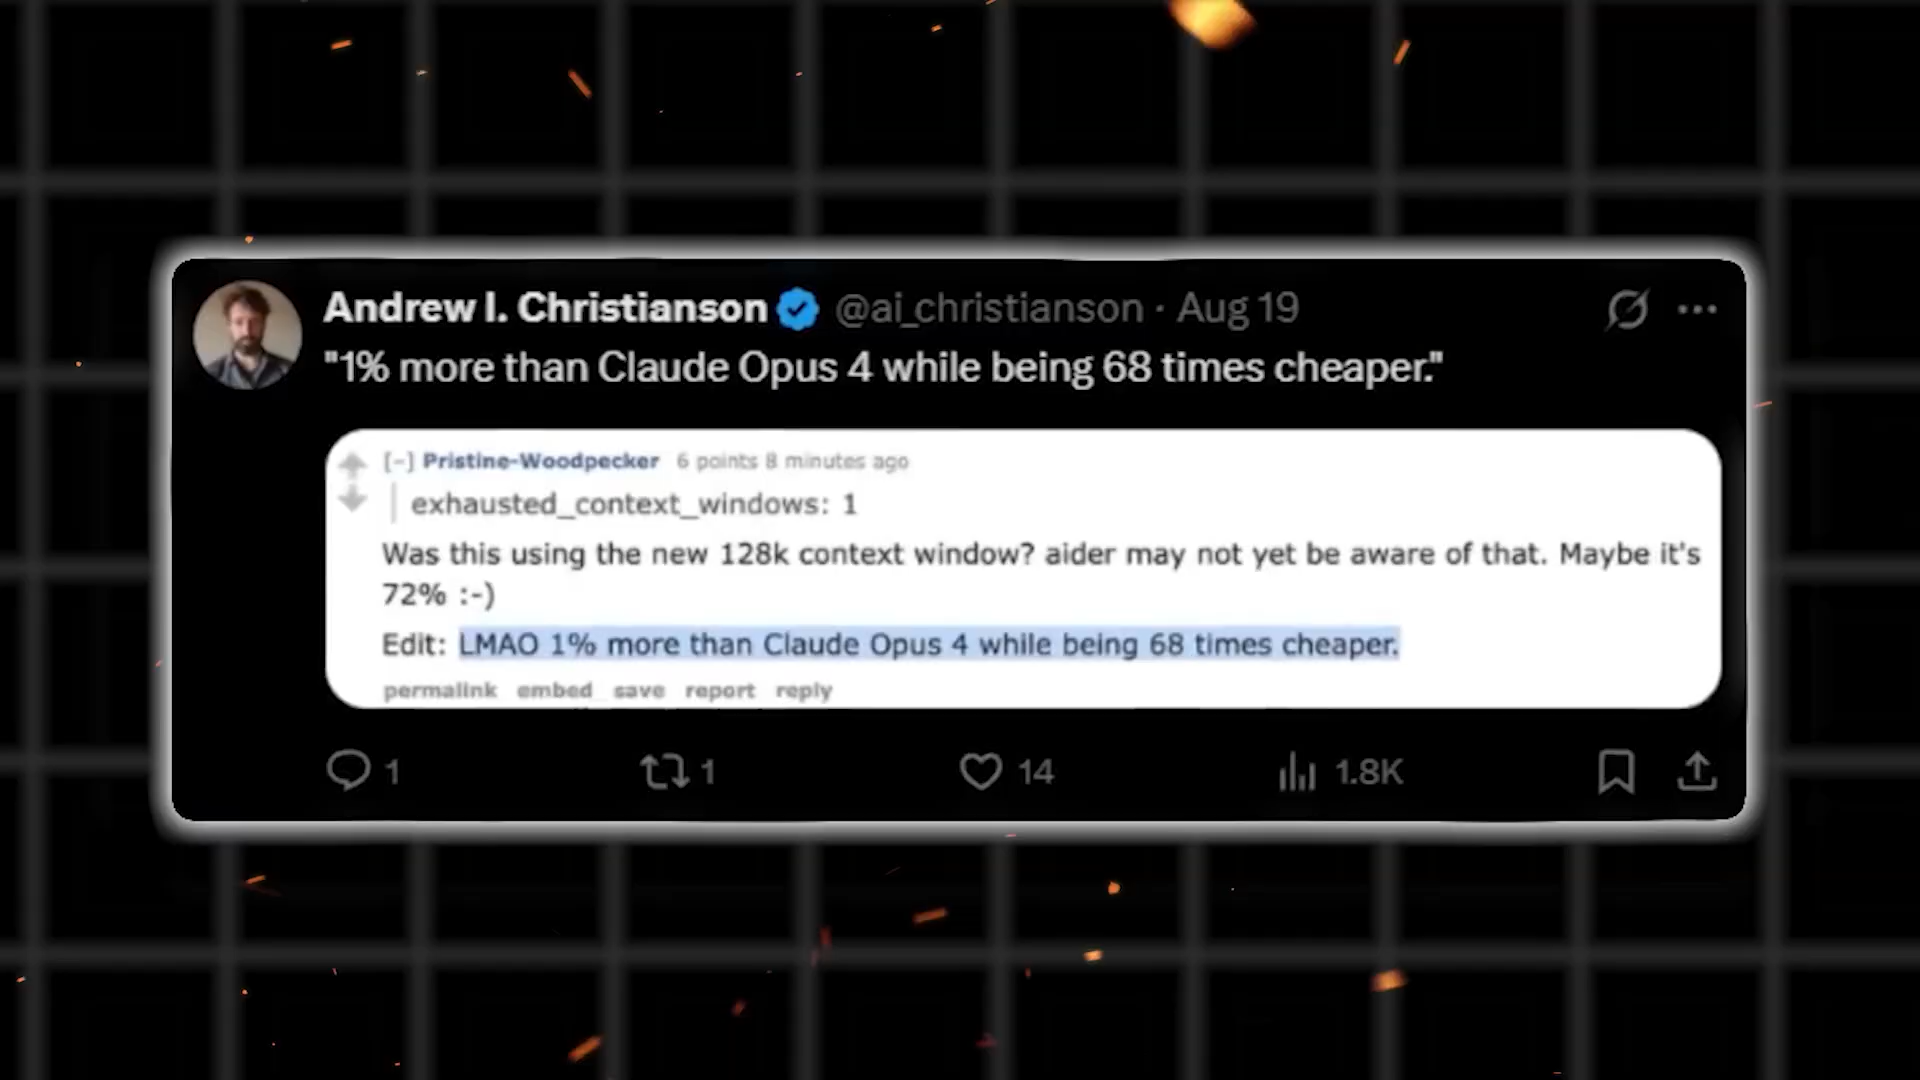 Andrew I. Christianson @ai_christianson · Aug 19
"1% more than Claude Opus 4 while being 68 times cheaper."
[-] Pristine-Woodpecker 6 points 8 minutes ago
exhausted_context_windows: 1
Was this using the new 128k context window? aider may not yet be aware of that. Maybe it's
72% :-)
Edit: LMAO 1% more than Claude Opus 4 while being 68 times cheaper.
permalink embed save report reply
1 1 14 1.8K